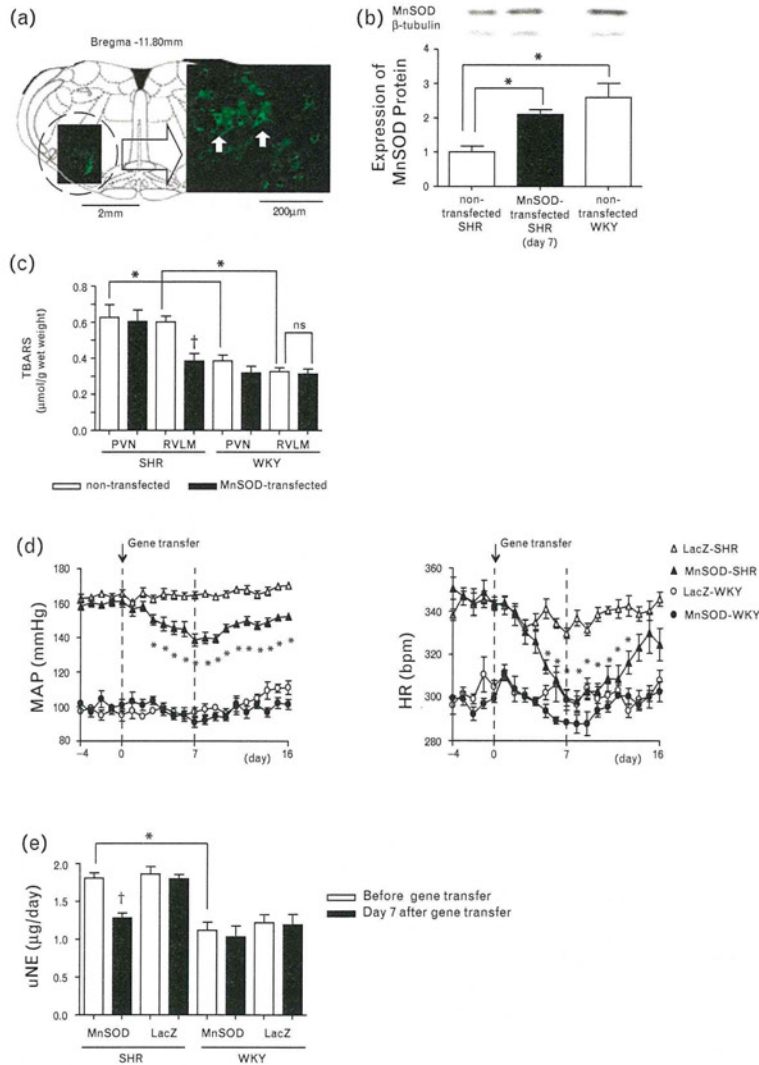 (a)
Bregma -11.80mm
2mm
200μm
(b)
MnSOD
β-tubulin
Expression of
MnSOD Protein
4
3
2
1
0
*
*
non-
transfected
SHR
MnSOD-
transfected
SHR
(day 7)
non-
transfected
WKY
(c)
TBARS
(μmol/g wet weight)
0.8
0.6
0.4
0.2
0.0
*
*
†
ns
PVN RVLM PVN RVLM
SHR WKY
non-transfected MnSOD-transfected
(d)
Gene transfer
MAP (mmHg)
180
160
140
120
100
80
* * * * * * * * * * * * * *
-4 0 7 16
(day)
Gene transfer
HR (bpm)
360
340
320
300
280
* * * * * * * *
-4 0 7 16
(day)
LacZ-SHR
MnSOD-SHR
LacZ-WKY
MnSOD-WKY
(e)
uNE (μg/day)
2.0
1.5
1.0
0.5
0.0
*
†
MnSOD LacZ MnSOD LacZ
SHR WKY
Before gene transfer
Day 7 after gene transfer